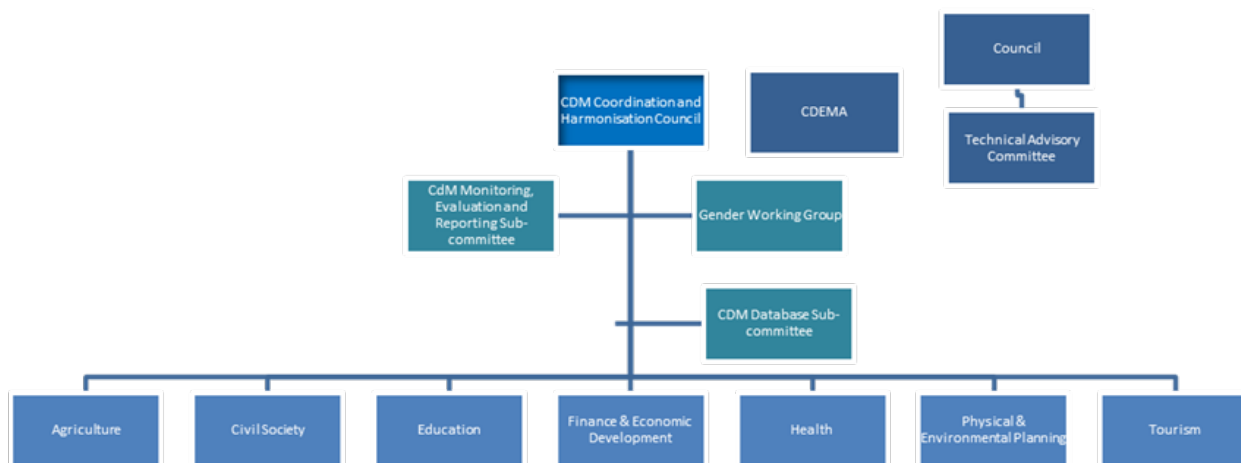 Council
CDM Coordination and
Harmonisation Council
CDEMA
Technical Advisory
Committee
CdM Monitoring,
Evaluation and
Reporting Sub-
committee
Gender Working Group
CDM Database Sub-
committee
Agriculture
Civil Society
Education
Finance & Economic
Development
Health
Physical &
Environmental Planning
Tourism